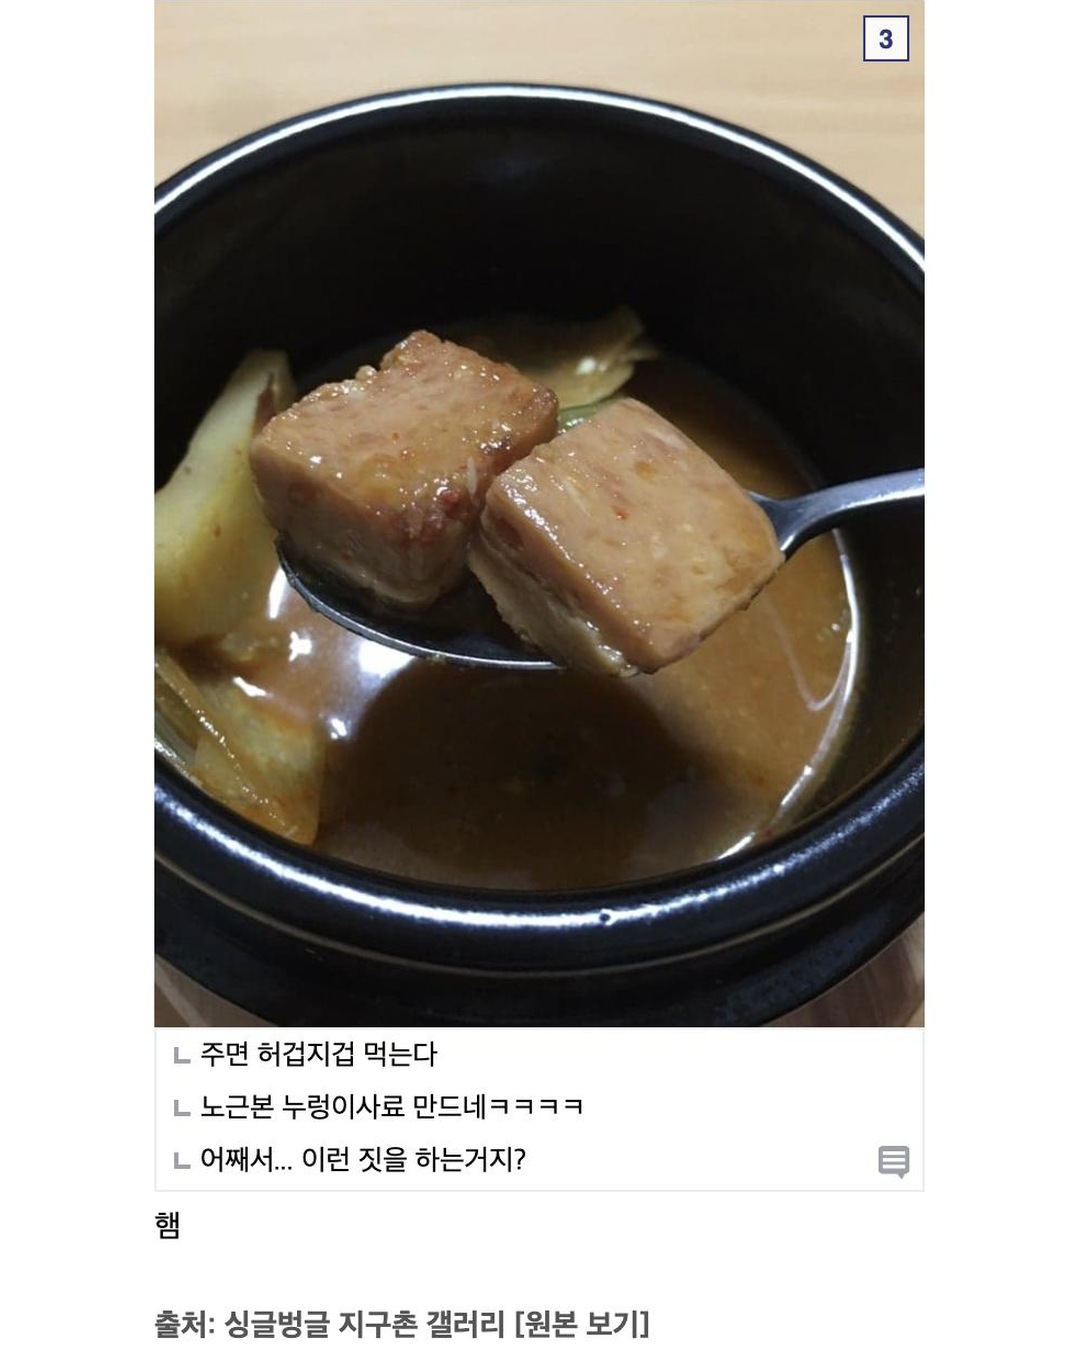 3
주면 허겁지겁 먹는다
노근본 누렁이사료 만드네ㅋㅋㅋㅋ
어째서... 이런 짓을 하는거지?
햄
출처: 싱글벙글 지구촌 갤러리 [원본 보기]